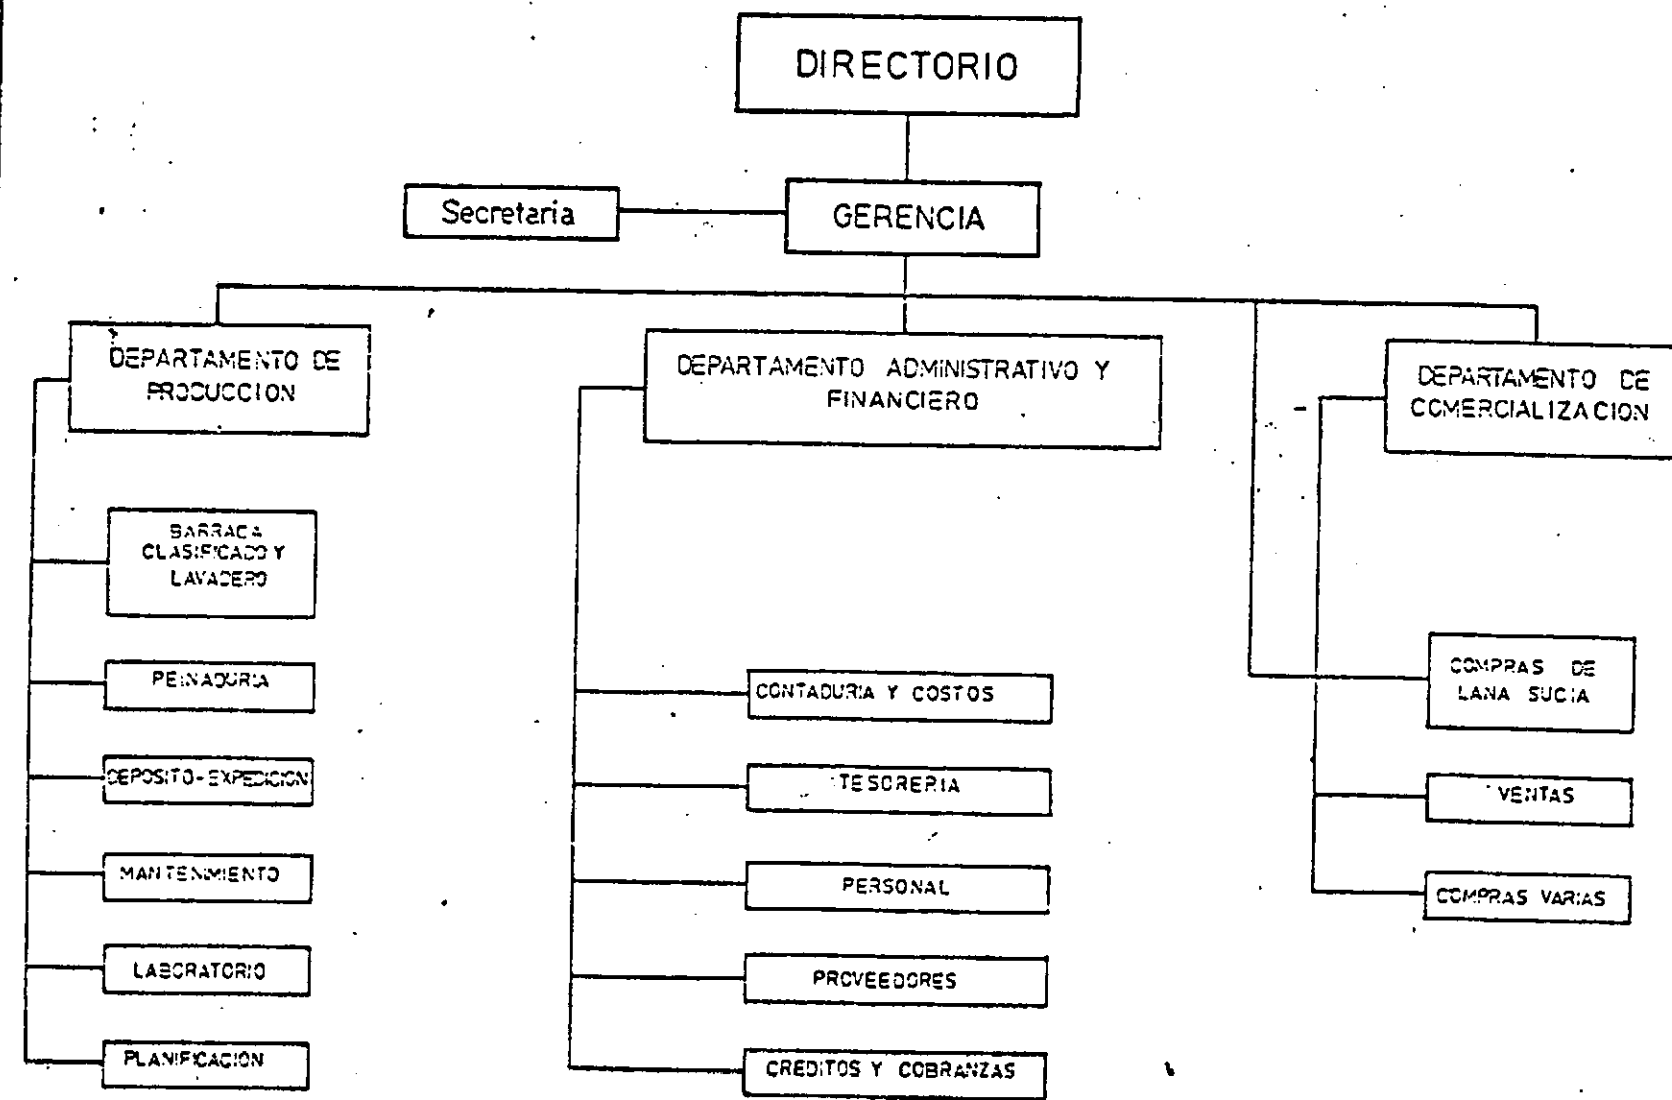 DIRECTORIO
Secretaria
GERENCIA
DEPARTAMENTO DE
PRODUCCION
DEPARTAMENTO ADMINISTRATIVO Y
FINANCIERO
DEPARTAMENTO DE
COMERCIALIZACION
BARRACA
CLASIFICADO Y
LAVADERO
PEINADURIA
DEPOSITO-EXPEDICION
MANTENIMIENTO
LABORATORIO
PLANIFICACION
CONTADURIA Y COSTOS
TESORERIA
PERSONAL
PROVEEDORES
CREDITOS Y COBRANZAS
COMPRAS DE
LANA SUCIA
VENTAS
COMPRAS VARIAS